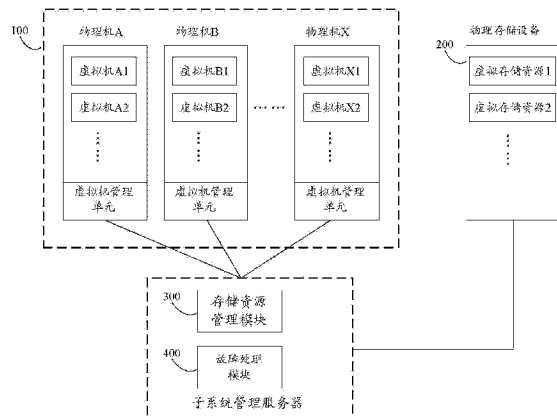 100
物理机A
虚拟机A1
虚拟机A2
虚拟机管理
单元
物理机B
虚拟机B1
虚拟机B2
虚拟机管理
单元
……
物理机X
虚拟机X1
虚拟机X2
虚拟机管理
单元
物理存储设备
200
虚拟存储资源1
虚拟存储资源2
300
存储资源
管理模块
400
故障处理
模块
子系统管理服务器